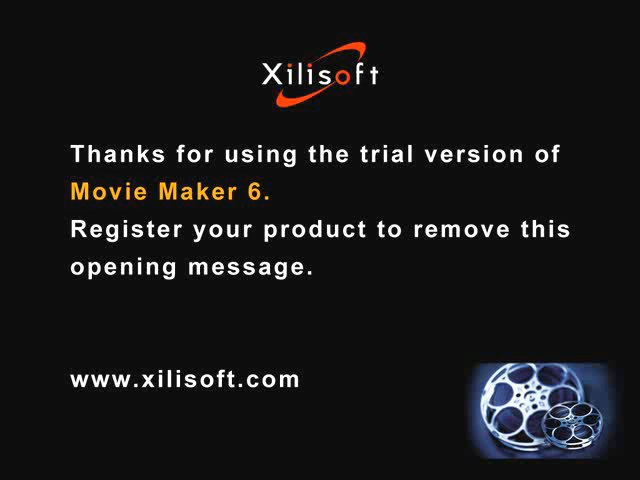 Xilisoft
Thanks for using the trial version of
Movie Maker 6.
Register your product to remove this
opening message.
www.xilisoft.com